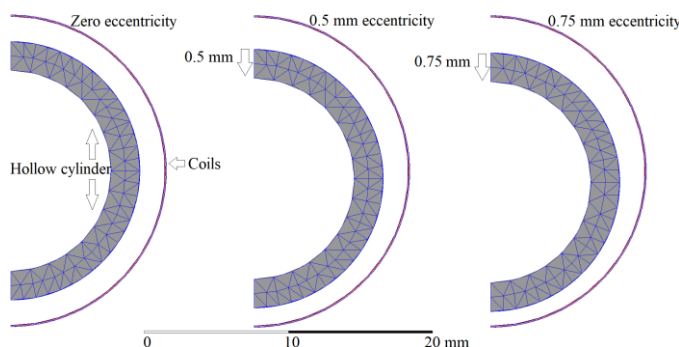 Zero eccentricity
0.5 mm eccentricity
0.75 mm eccentricity
0.5 mm
0.75 mm
Hollow cylinder
Coils
0
10
20 mm